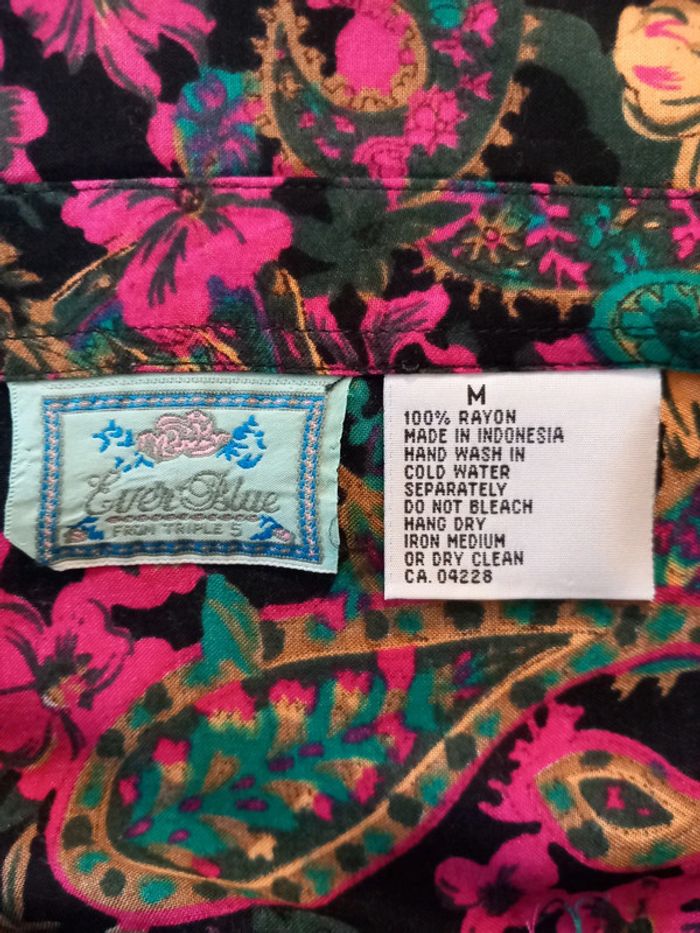 Ever Blue
FROM TRIPLE 5
M
100% RAYON
MADE IN INDONESIA
HAND WASH IN
COLD WATER
SEPARATELY
DO NOT BLEACH
HANG DRY
IRON MEDIUM
OR DRY CLEAN
CA. 04228